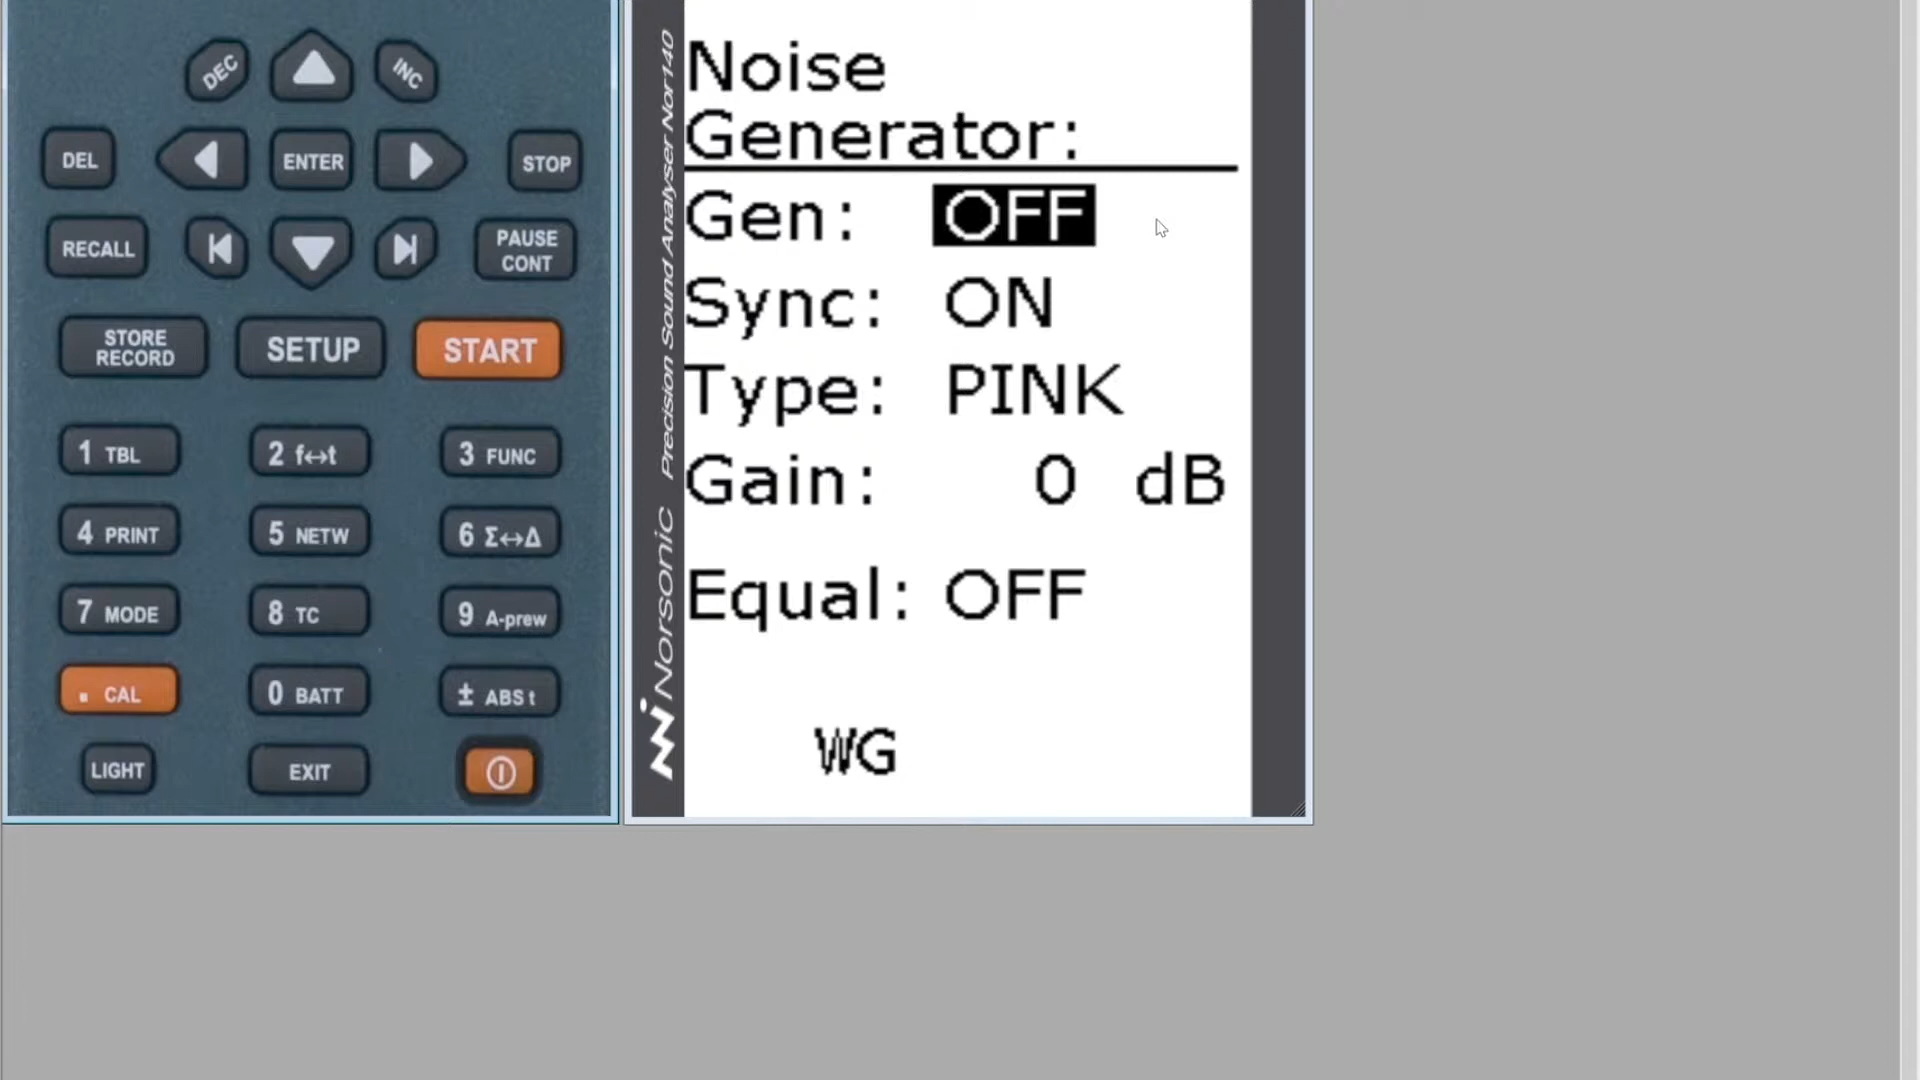 DEC
INC
DEL
ENTER
STOP
RECALL
PAUSE
CONT
STORE
RECORD
SETUP
START
1 TBL
2 f↔t
3 FUNC
4 PRINT
5 NETW
6 Σ↔Δ
7 MODE
8 TC
9 A-prew
. CAL
0 BATT
± ABS t
LIGHT
EXIT
Norsonic Precision Sound Analyser Nor140
Noise
Generator:
Gen: OFF
Sync: ON
Type: PINK
Gain: 0 dB
Equal: OFF
WG